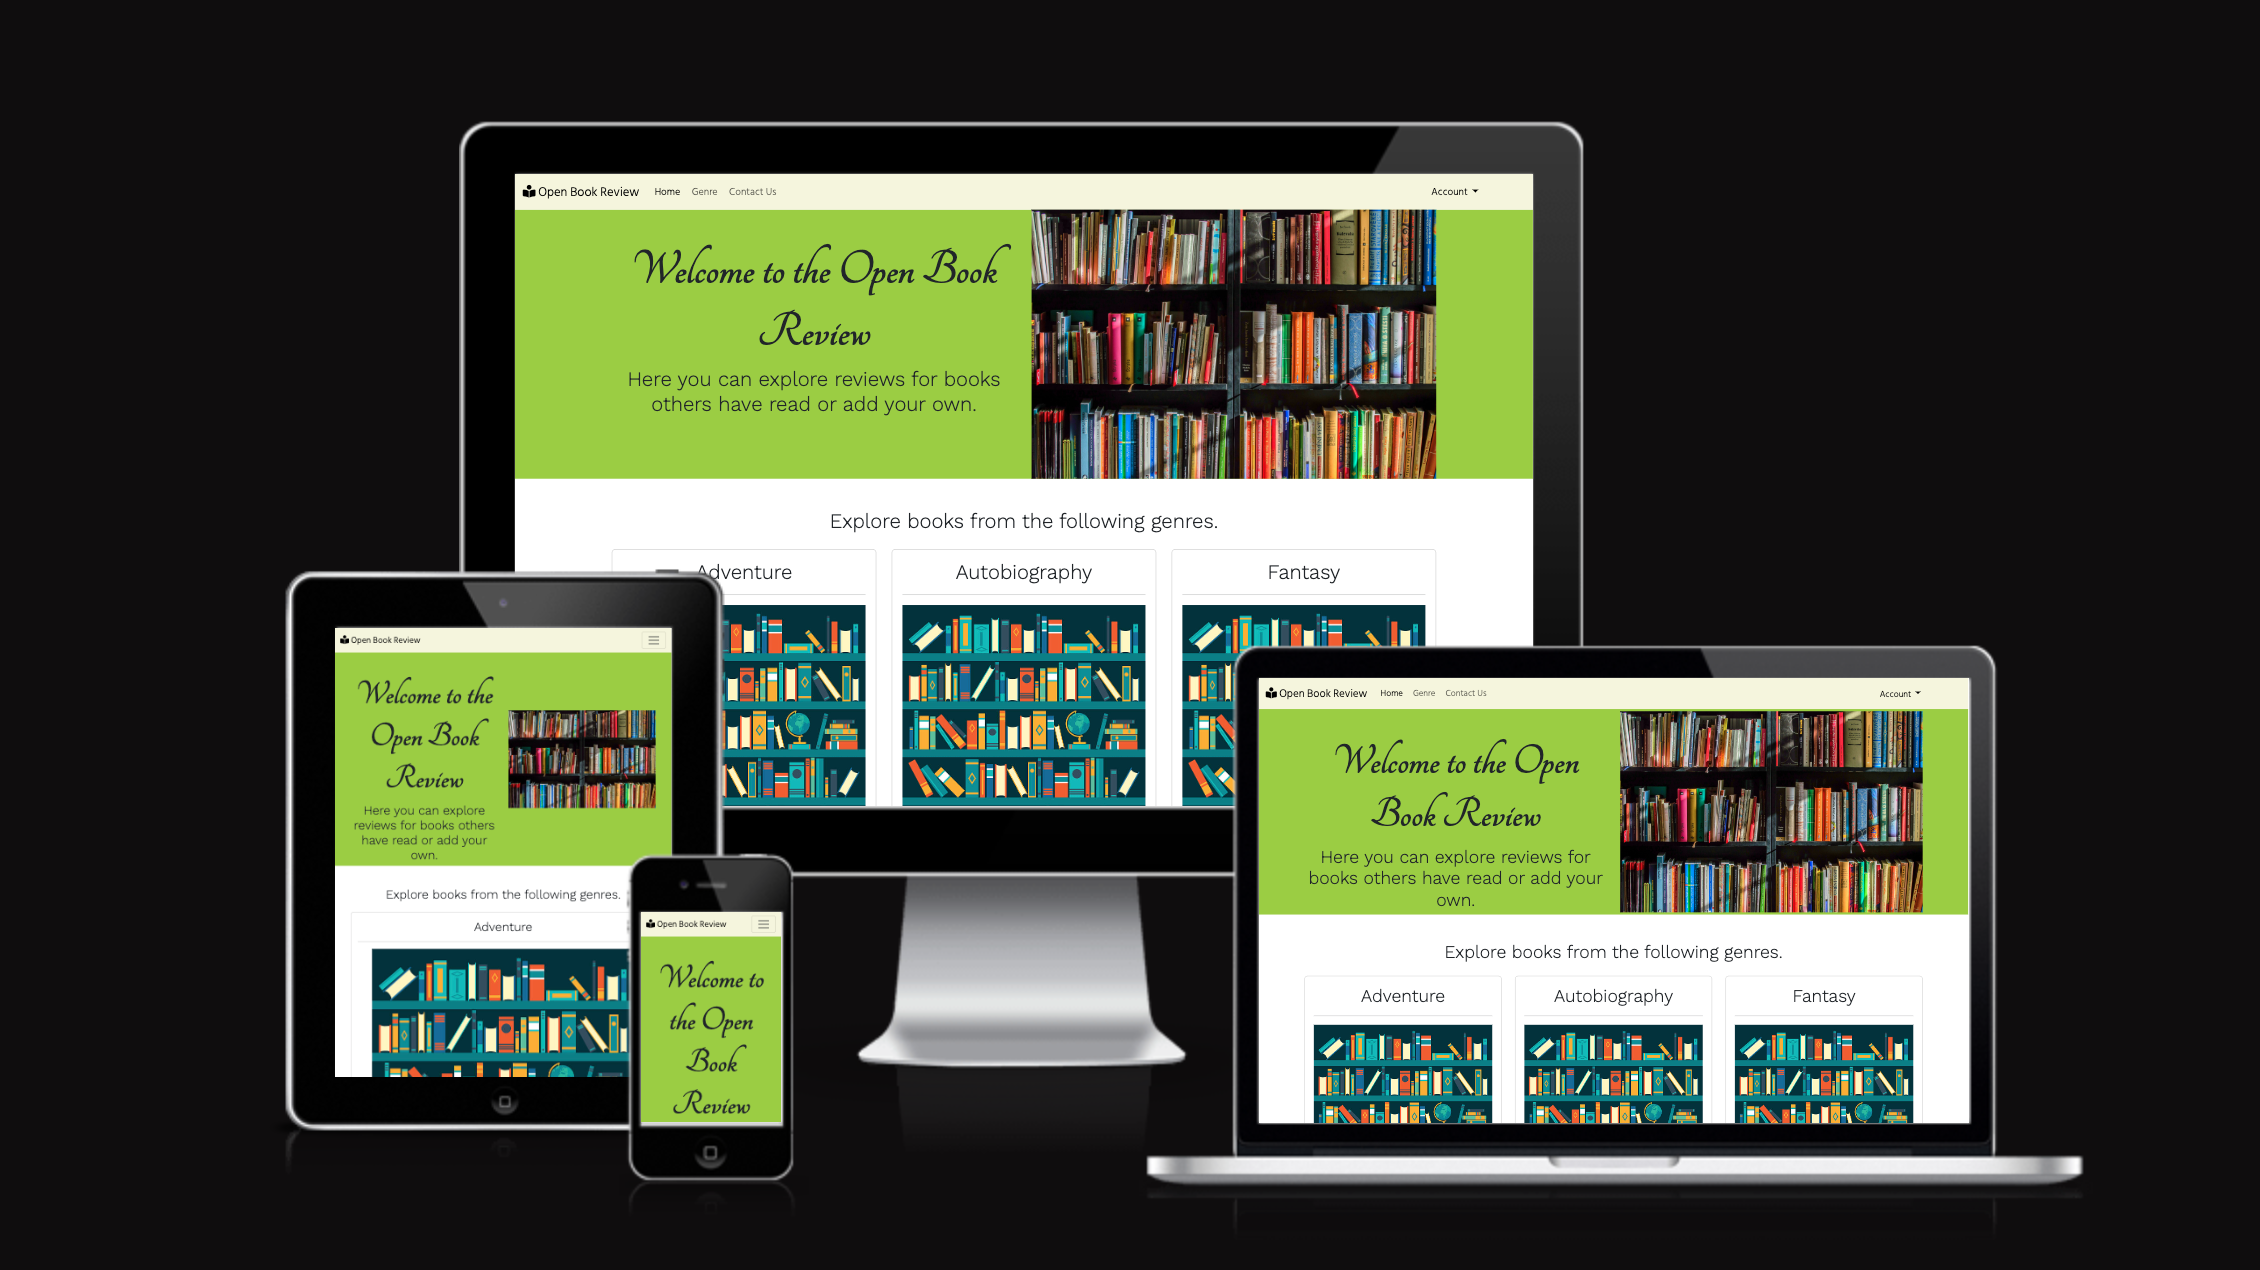 Open Book Review Home Genre Contact Us Account
Welcome to the Open Book
Review
Here you can explore reviews for books
others have read or add your own.
Explore books from the following genres.
Adventure Autobiography Fantasy
Open Book Review
Welcome to the
Open Book
Review
Here you can explore
reviews for books others
have read or add your
own.
Explore books from the following genres.
Adventure
Open Book Review
Welcome to
the Open
Book
Review
Open Book Review Home Genre Contact Us Account
Welcome to the Open
Book Review
Here you can explore reviews for
books others have read or add your
own.
Explore books from the following genres.
Adventure Autobiography Fantasy